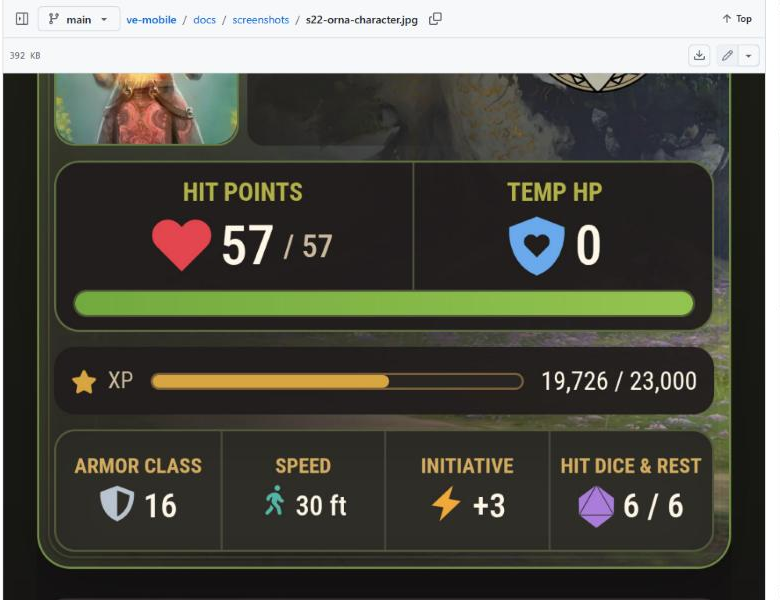 main
ve-mobile / docs / screenshots / s22-orna-character.jpg
Top
392 KB
HIT POINTS
57 / 57
TEMP HP
0
XP
19,726 / 23,000
ARMOR CLASS
16
SPEED
30 ft
INITIATIVE
+3
HIT DICE & REST
6 / 6